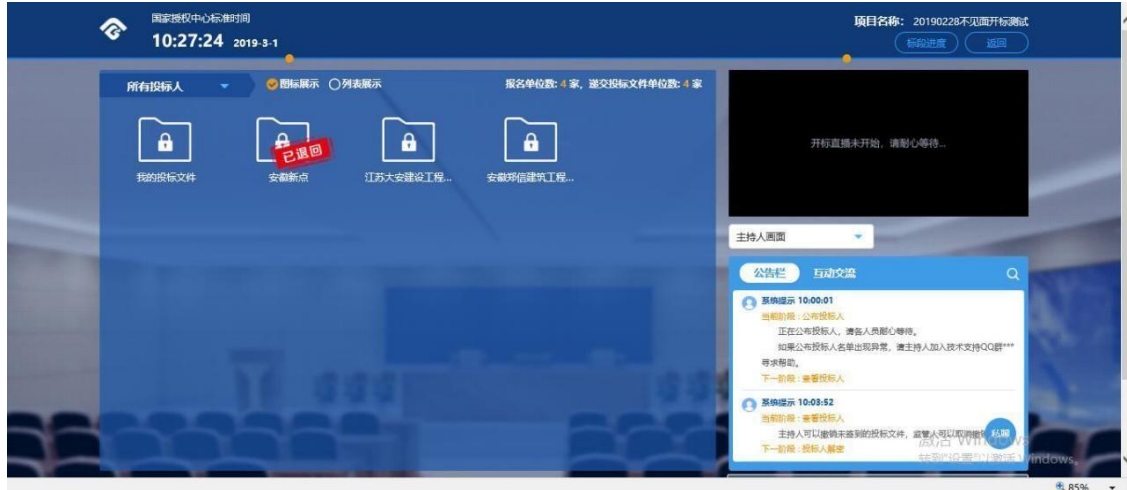 国家授权中心标准时间
10:27:24 2019-3-1
项目名称: 20190228不见面开标测试
标段进度 返回
所有投标人 图标展示 列表展示 报名单位数: 4 家, 递交投标文件单位数: 4 家
已退回
我的投标文件 安徽新点 江苏大安建设工程... 安徽郑信建筑工程...
开标直播未开始, 请耐心等待...
主持人画面
公告栏 互动交流
系统提示 10:00:01
当前阶段 : 公布投标人
正在公布投标人, 请各人员耐心等待。
如果公布投标人名单出现异常, 请主持人加入技术支持QQ群***
寻求帮助。
下一阶段 : 查看投标人
系统提示 10:03:52
当前阶段 : 查看投标人
主持人可以撤销未签到的投标文件, 监管人可以取消撤
私聊
下一阶段 : 投标人解密
激活 Windows
转到"设置"以激活 Windows。
85%